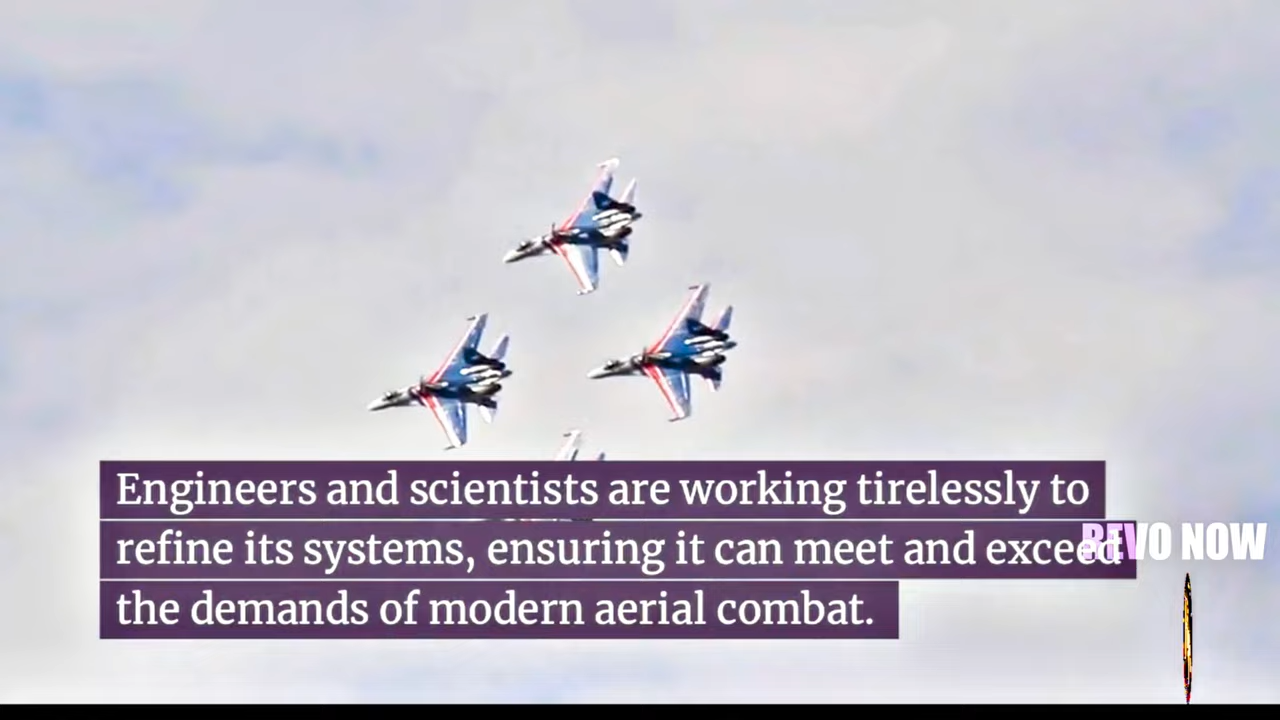 Engineers and scientists are working tirelessly to
refine its systems, ensuring it can meet and exceed
the demands of modern aerial combat.
REVO NOW